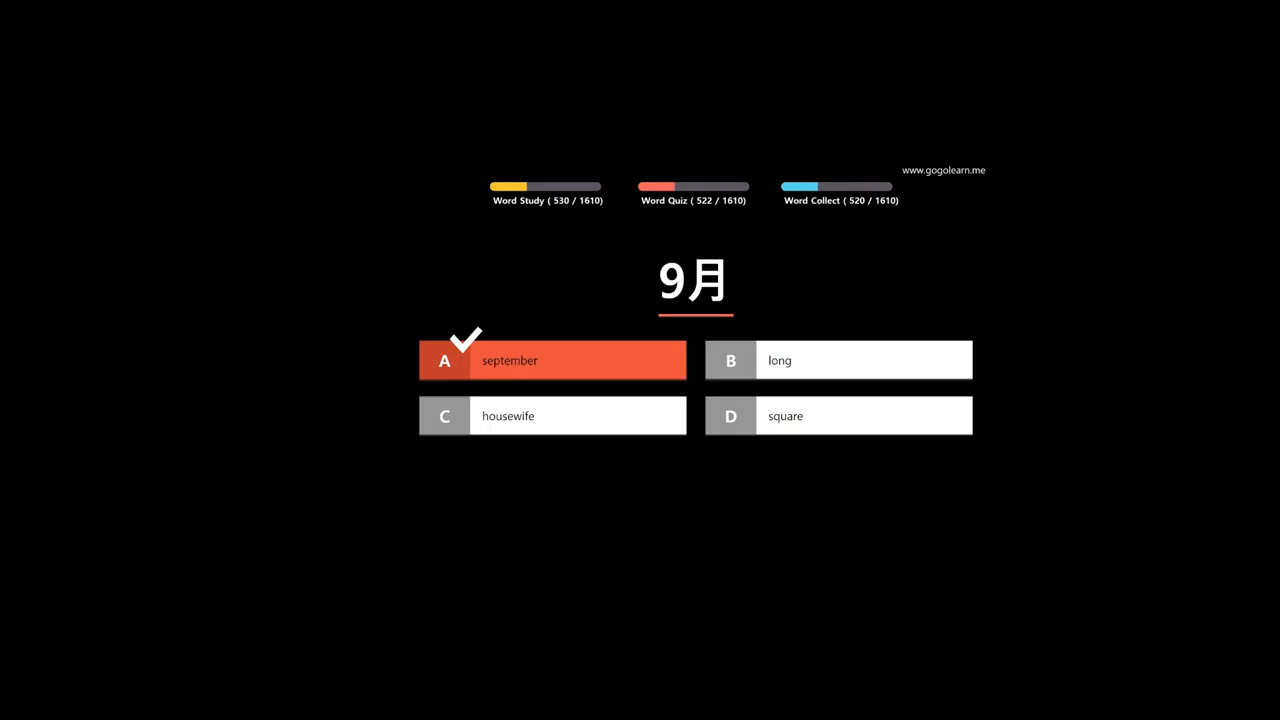 www.gogolearn.me
Word Study ( 530 / 1610)
Word Quiz ( 522 / 1610)
Word Collect ( 520 / 1610)
9月
A september
B long
C housewife
D square